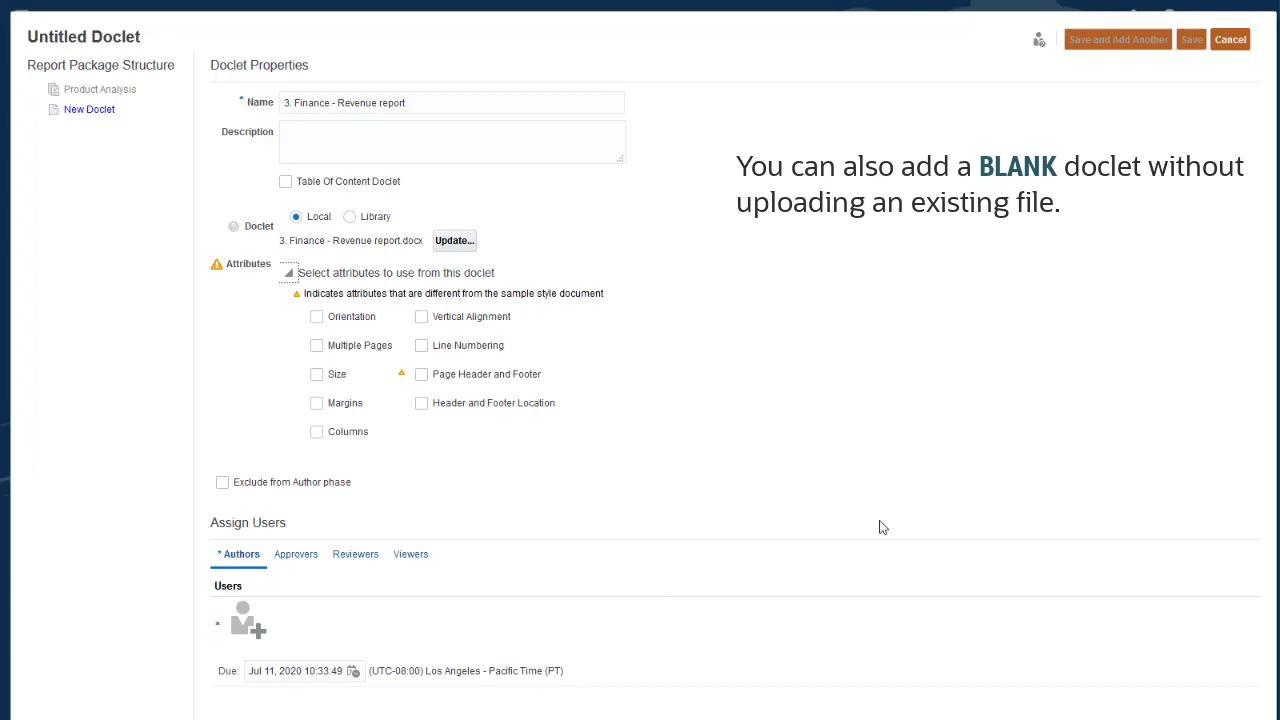 Untitled Doclet
Save and Add Another
Save
Cancel
Report Package Structure
Product Analysis
New Doclet
Doclet Properties
* Name
3. Finance - Revenue report
Description
Table Of Content Doclet
Local
Library
Doclet
3. Finance - Revenue report.docx
Update...
Attributes
Select attributes to use from this doclet
Indicates attributes that are different from the sample style document
Orientation
Vertical Alignment
Multiple Pages
Line Numbering
Size
Page Header and Footer
Margins
Header and Footer Location
Columns
Exclude from Author phase
You can also add a BLANK doclet without
uploading an existing file.
Assign Users
* Authors
Approvers
Reviewers
Viewers
Users
*
Due:
Jul 11, 2020 10:33:49
(UTC-08:00) Los Angeles - Pacific Time (PT)